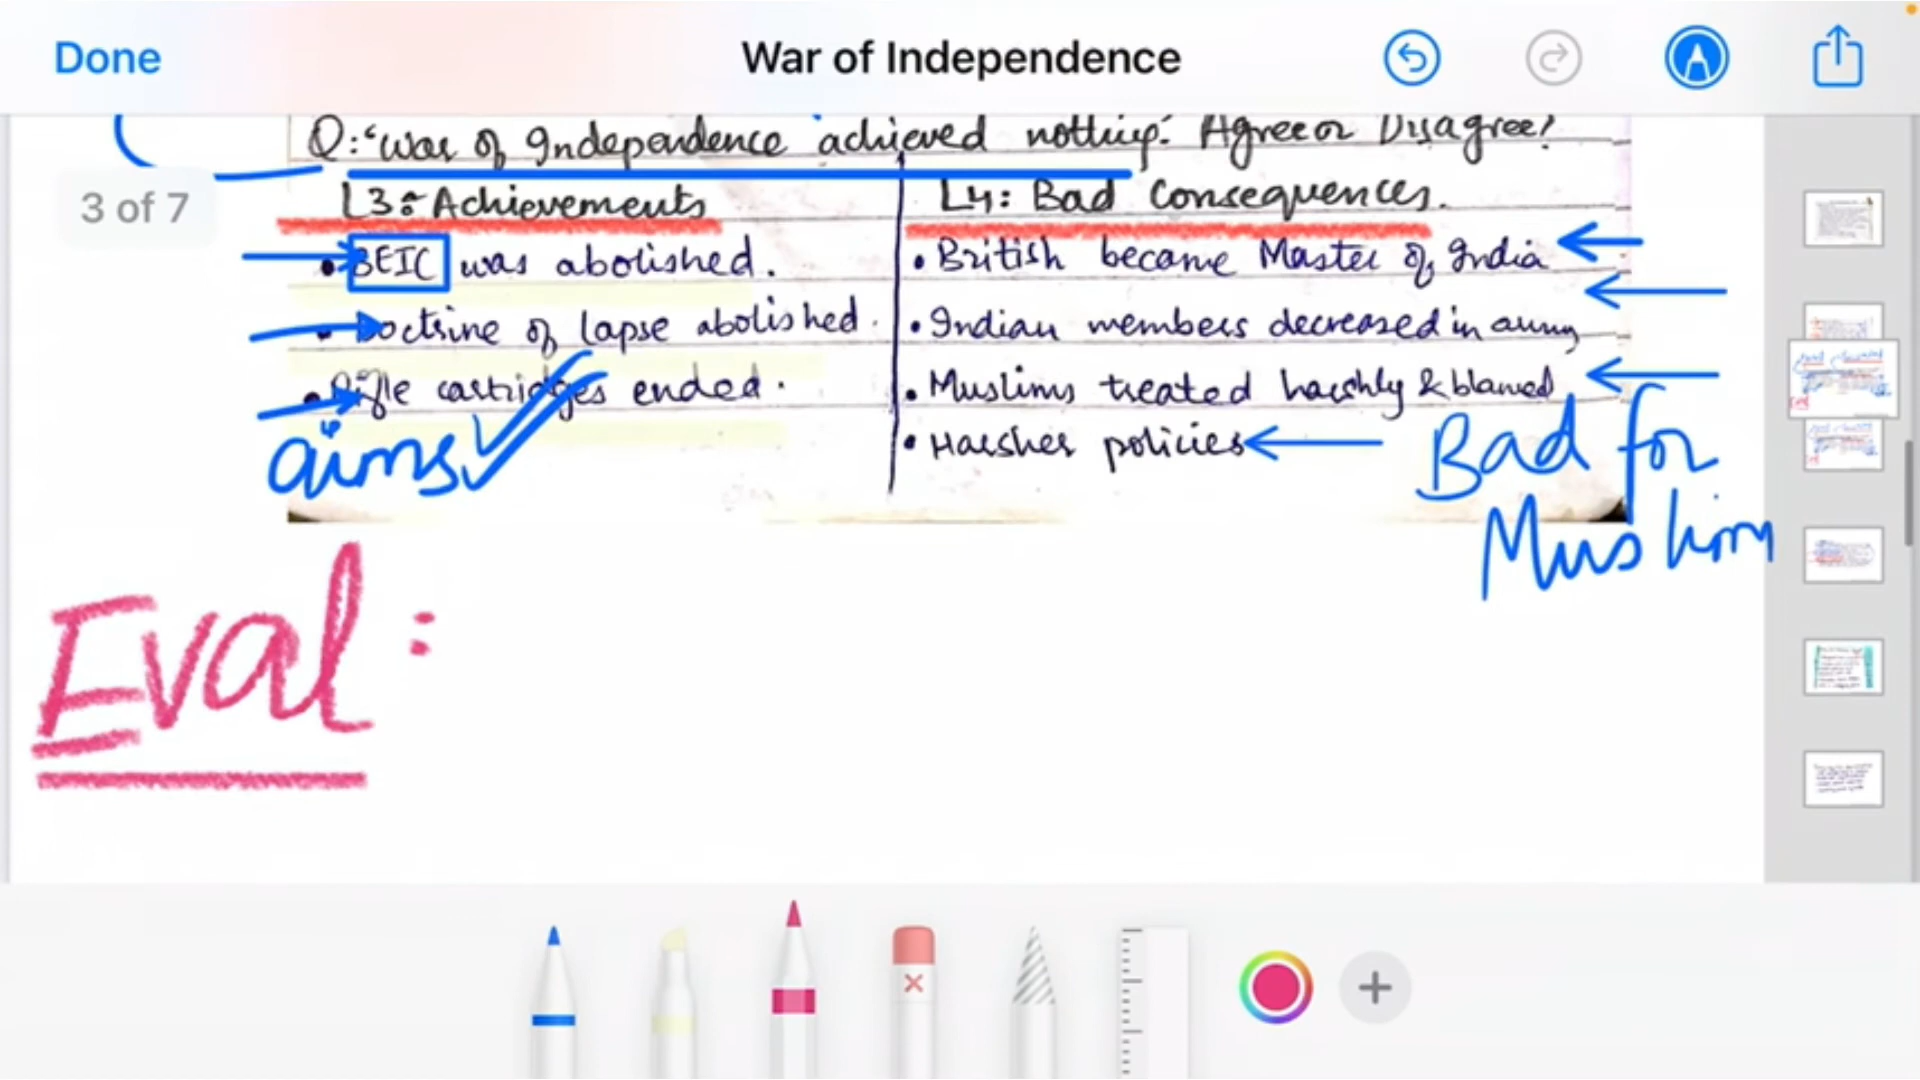 Done
War of Independence
Q: "War of Independence achieved nothing". Agree or Disagree?
3 of 7
L3: Achievements
• BEIC was abolished.
• Doctrine of lapse abolished.
• Rifle cartridges ended.
aims
L4: Bad Consequences.
• British became Master of India
• Indian members decreased in army
• Muslims treated harshly & blamed
• Harsher policies
Bad for
Muslim
Eval: